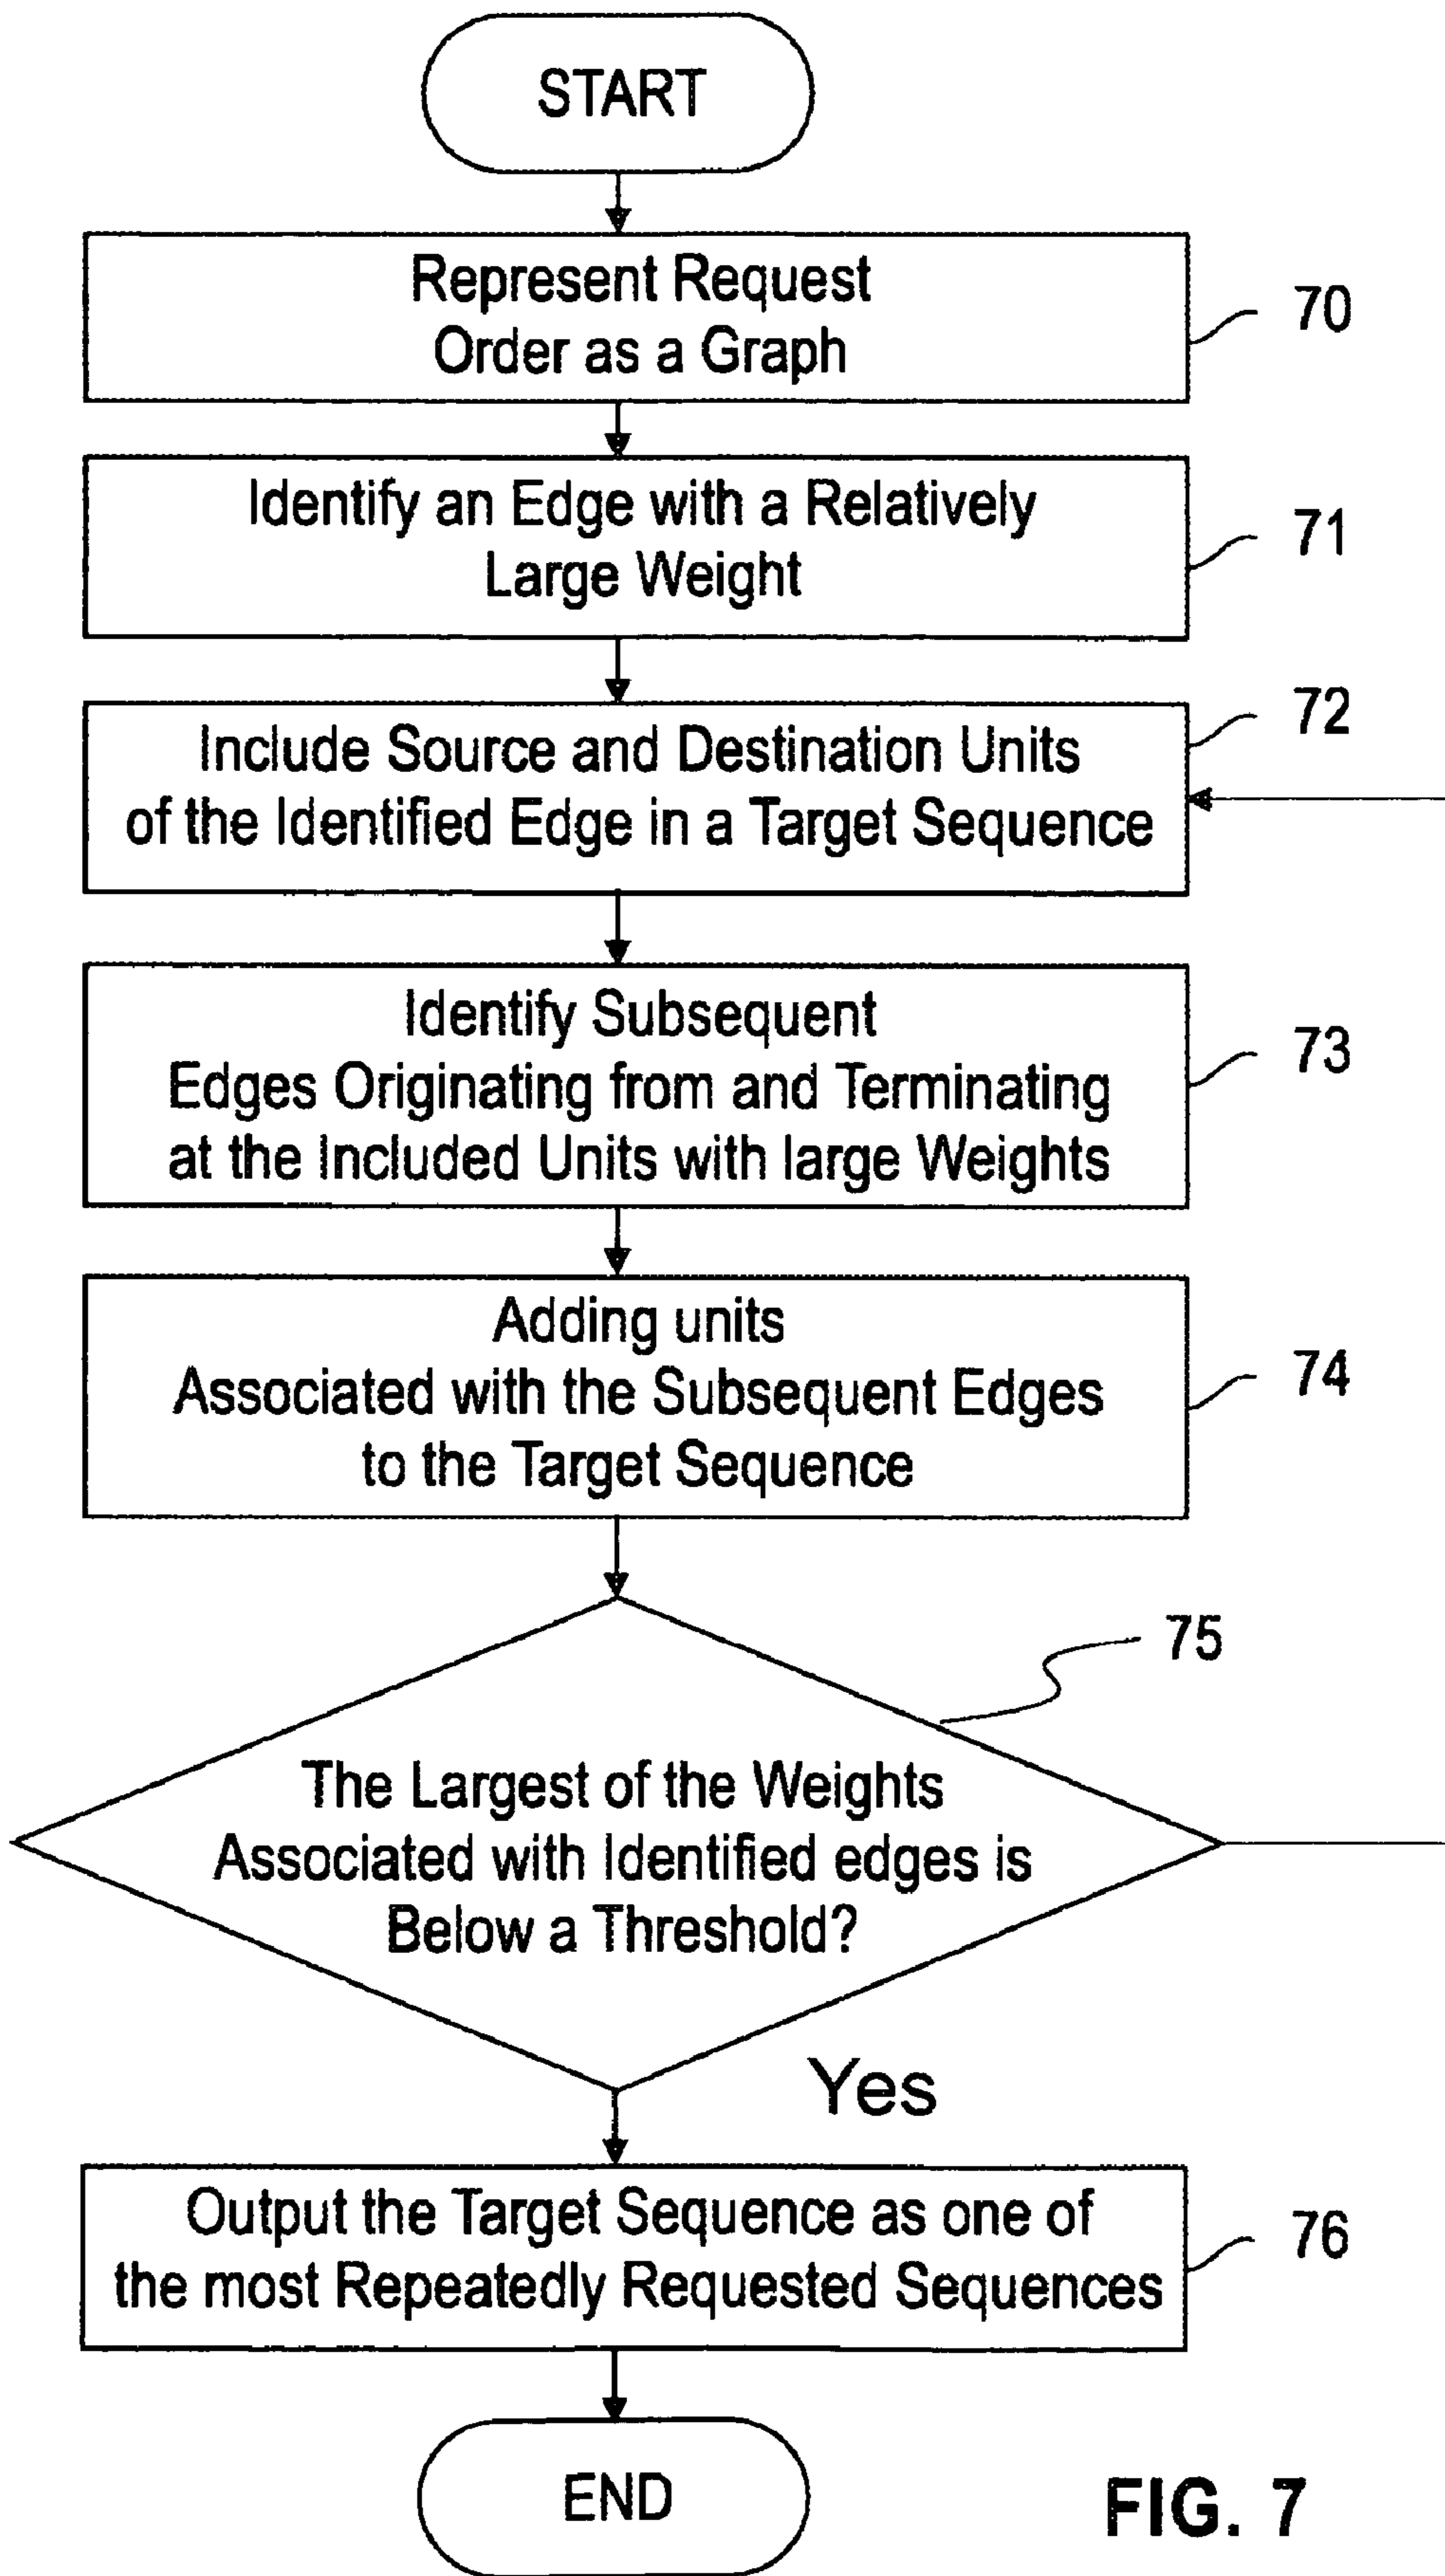 START
Represent Request
Order as a Graph
70
Identify an Edge with a Relatively
Large Weight
71
Include Source and Destination Units
of the Identified Edge in a Target Sequence
72
Identify Subsequent
Edges Originating from and Terminating
at the Included Units with large Weights
73
Adding units
Associated with the Subsequent Edges
to the Target Sequence
74
75
The Largest of the Weights
Associated with Identified edges is
Below a Threshold?
Yes
Output the Target Sequence as one of
the most Repeatedly Requested Sequences
76
END
FIG. 7